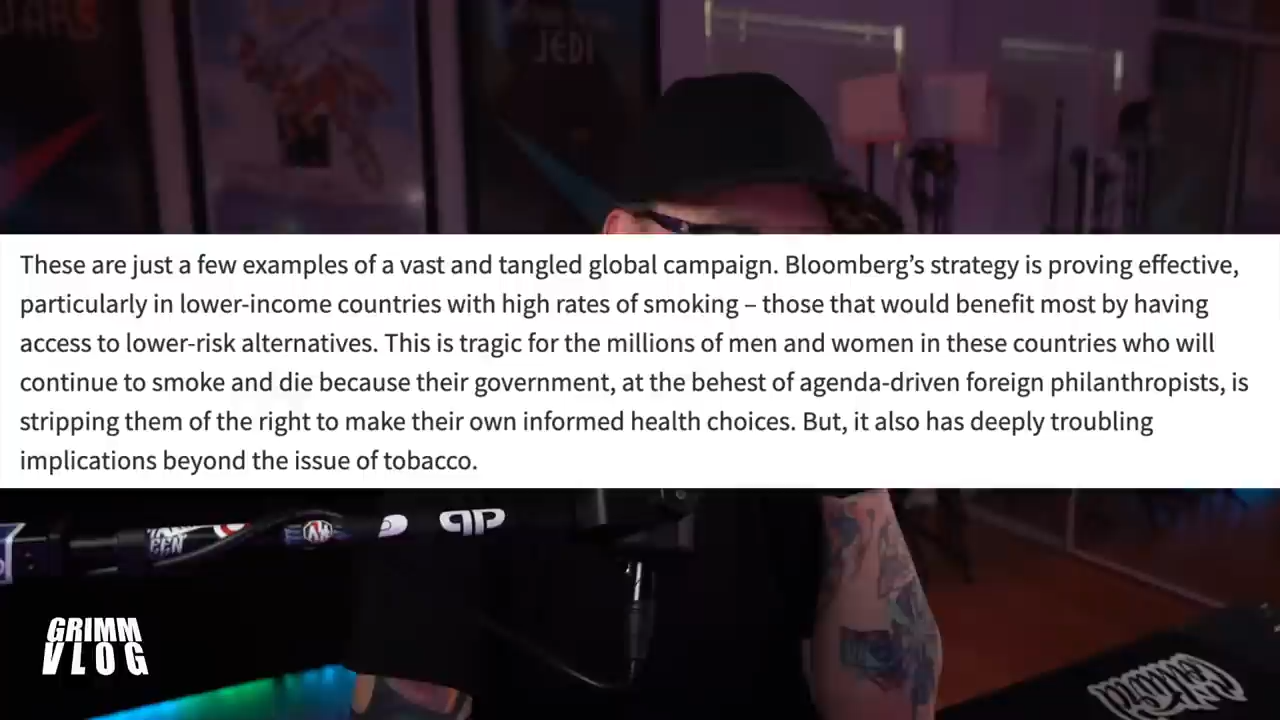 JEDI
These are just a few examples of a vast and tangled global campaign. Bloomberg’s strategy is proving effective,
particularly in lower-income countries with high rates of smoking – those that would benefit most by having
access to lower-risk alternatives. This is tragic for the millions of men and women in these countries who will
continue to smoke and die because their government, at the behest of agenda-driven foreign philanthropists, is
stripping them of the right to make their own informed health choices. But, it also has deeply troubling
implications beyond the issue of tobacco.
GRIMM
VLOG